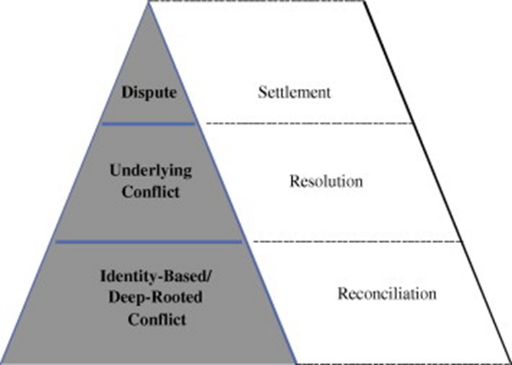 Dispute
Settlement
Underlying
Conflict
Resolution
Identity-Based/
Deep-Rooted
Conflict
Reconciliation